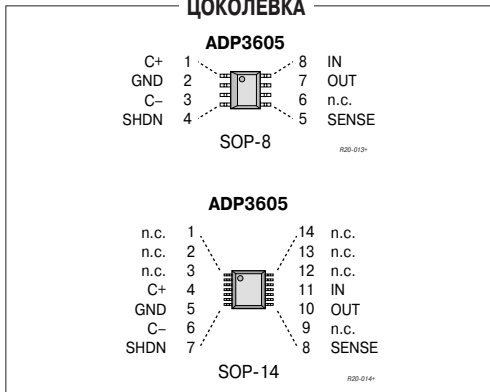 ЦОКОЛЕВКА
ADP3605
C+ 1 8 IN
GND 2 7 OUT
C– 3 6 n.c.
SHDN 4 5 SENSE
SOP-8
R20-013+
ADP3605
n.c. 1 14 n.c.
n.c. 2 13 n.c.
n.c. 3 12 n.c.
C+ 4 11 IN
GND 5 10 OUT
C– 6 9 n.c.
SHDN 7 8 SENSE
SOP-14
R20-014+